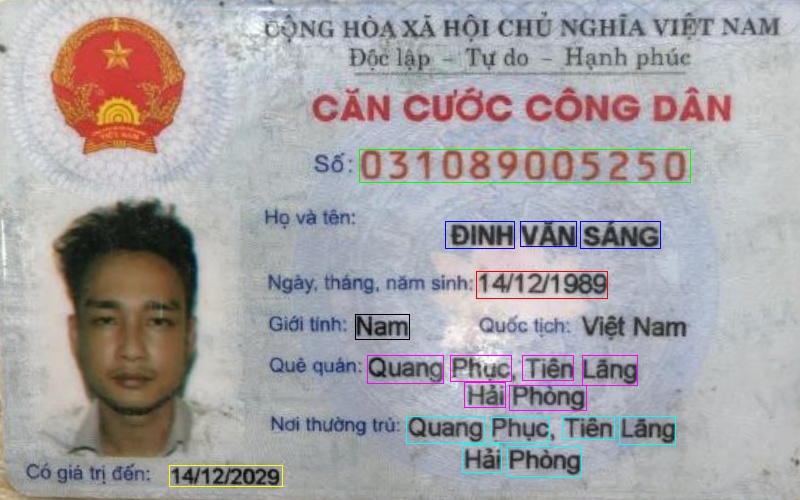 CỘNG HÒA XÃ HỘI CHỦ NGHĨA VIỆT NAM
Độc lập - Tự do - Hạnh phúc
CĂN CƯỚC CÔNG DÂN
VIỆT NAM
Số: 031089005250
Họ và tên:
ĐINH VĂN SÁNG
Ngày, tháng, năm sinh: 14/12/1989
Giới tính: Nam Quốc tịch: Việt Nam
Quê quán: Quang Phục, Tiên Lãng
Hải Phòng
Nơi thường trú: Quang Phục, Tiên Lãng
Hải Phòng
Có giá trị đến: 14/12/2029